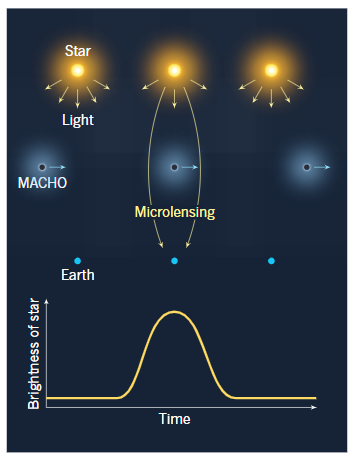 Star
Light
MACHO
Microlensing
Earth
Brightness of star
Time